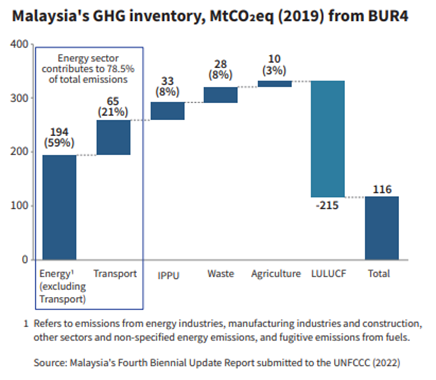 Malaysia's GHG inventory, MtCO₂eq (2019) from BUR4
400
300
200
100
0
Energy sector
contributes to 78.5%
of total emissions
194
(59%)
65
(21%)
33
(8%)
28
(8%)
10
(3%)
-215
116
Energy¹
(excluding
Transport)
Transport
IPPU
Waste
Agriculture
LULUCF
Total
1 Refers to emissions from energy industries, manufacturing industries and construction,
other sectors and non-specified energy emissions, and fugitive emissions from fuels.
Source: Malaysia's Fourth Biennial Update Report submitted to the UNFCCC (2022)